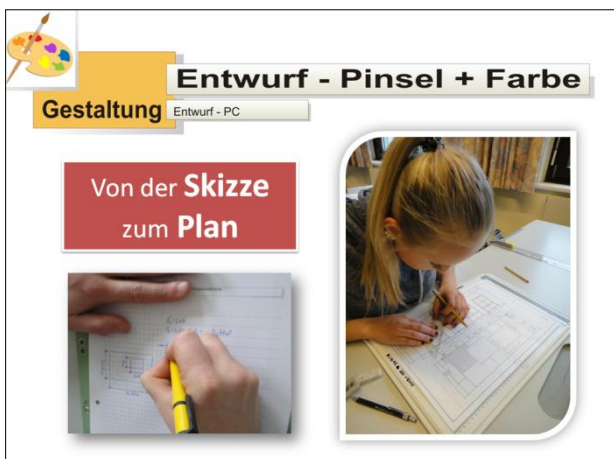 Entwurf - Pinsel + Farbe
Gestaltung
Entwurf - PC
Von der Skizze
zum Plan